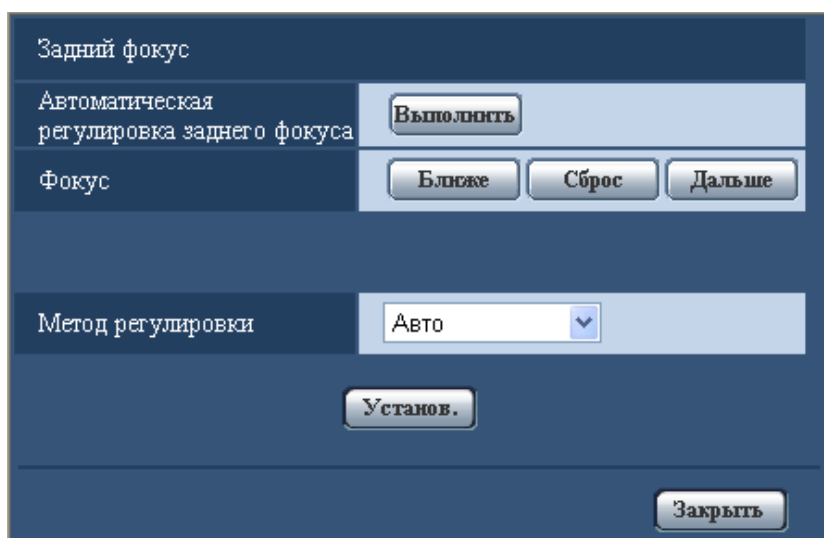 Задний фокус
Автоматическая
регулировка заднего фокуса
Выполнить
Фокус
Ближе Сброс Дальше
Метод регулировки Авто
Установ.
Закрыть